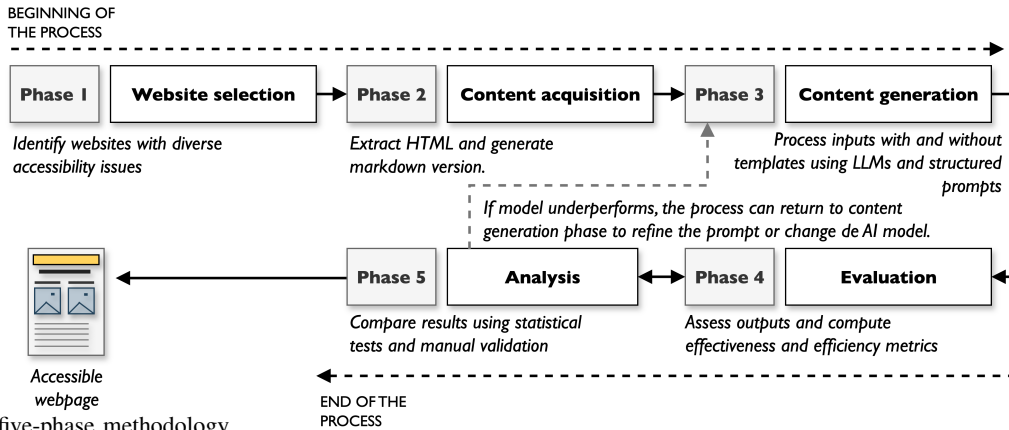 BEGINNING OF
THE PROCESS
Phase 1
Website selection
Phase 2
Content acquisition
Phase 3
Content generation
Identify websites with diverse
accessibility issues
Extract HTML and generate
markdown version.
Process inputs with and without
templates using LLMs and structured
prompts
If model underperforms, the process can return to content
generation phase to refine the prompt or change de AI model.
Phase 5
Analysis
Phase 4
Evaluation
Compare results using statistical
tests and manual validation
Assess outputs and compute
effectiveness and efficiency metrics
Accessible
webpage
END OF THE
PROCESS
five-phase methodology